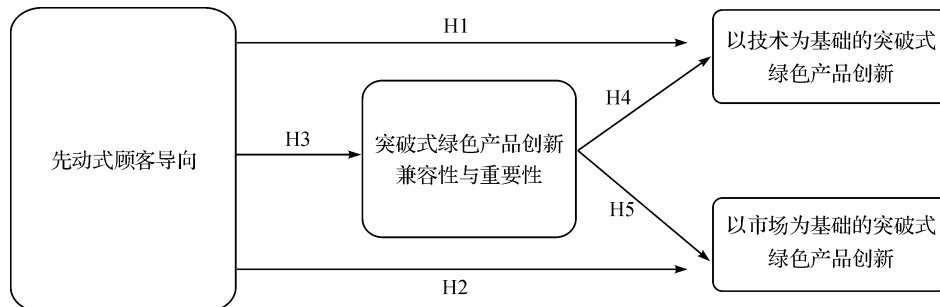 H1
以技术为基础的突破式
绿色产品创新
H4
先动式顾客导向
H3
突破式绿色产品创新
兼容性与重要性
H5
以市场为基础的突破式
绿色产品创新
H2